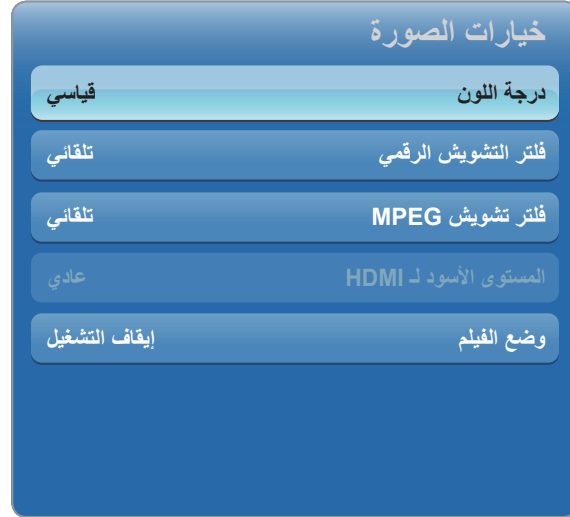 خيارات الصورة
درجة اللون قياسي
فلتر التشويش الرقمي تلقائي
فلتر تشويش MPEG تلقائي
المستوى الأسود لـ HDMI عادي
وضع الفيلم إيقاف التشغيل